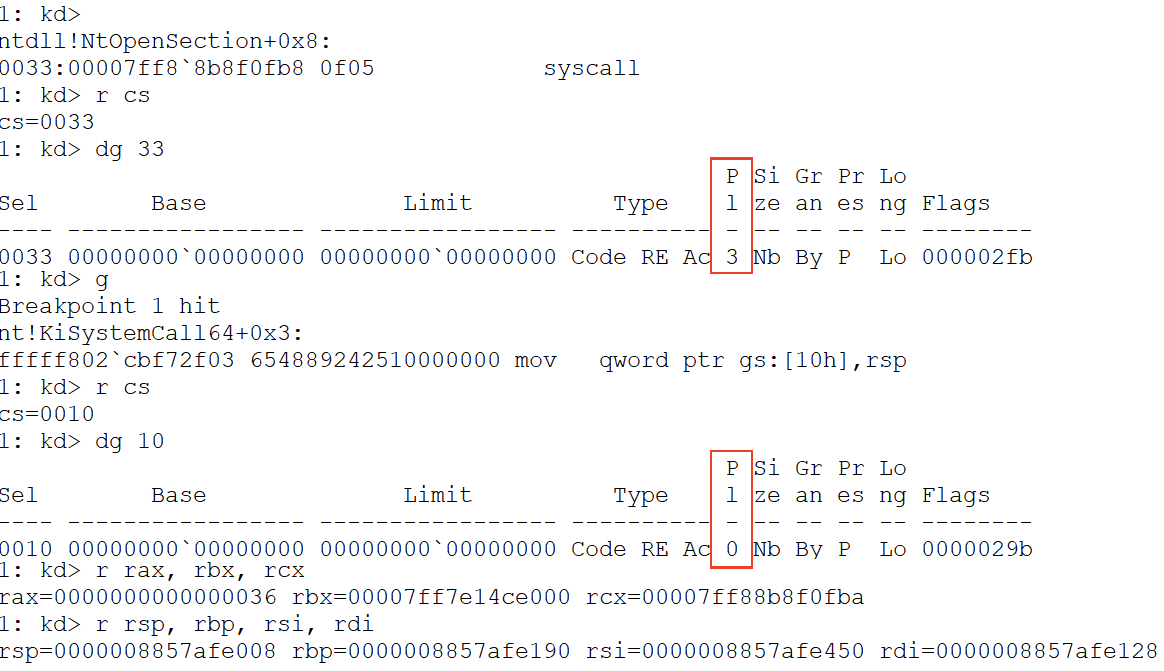 1: kd>
ntdll!NtOpenSection+0x8:
0033:00007ff8`8b8f0fb8 0f05            syscall
1: kd> r cs
cs=0033
1: kd> dg 33
                                                    P Si Gr Pr Lo
Sel        Base              Limit          Type    l ze an es ng Flags
---- ----------------- ----------------- ---------- - -- -- -- -- --------
0033 00000000`00000000 00000000`00000000 Code RE Ac 3 Nb By P  Lo 000002fb
1: kd> g
Breakpoint 1 hit
nt!KiSystemCall64+0x3:
fffff802`cbf72f03 654889242510000000 mov   qword ptr gs:[10h],rsp
1: kd> r cs
cs=0010
1: kd> dg 10
                                                    P Si Gr Pr Lo
Sel        Base              Limit          Type    l ze an es ng Flags
---- ----------------- ----------------- ---------- - -- -- -- -- --------
0010 00000000`00000000 00000000`00000000 Code RE Ac 0 Nb By P  Lo 0000029b
1: kd> r rax, rbx, rcx
rax=0000000000000036 rbx=00007ff7e14ce000 rcx=00007ff88b8f0fba
1: kd> r rsp, rbp, rsi, rdi
rsp=0000008857afe008 rbp=0000008857afe190 rsi=0000008857afe450 rdi=0000008857afe128